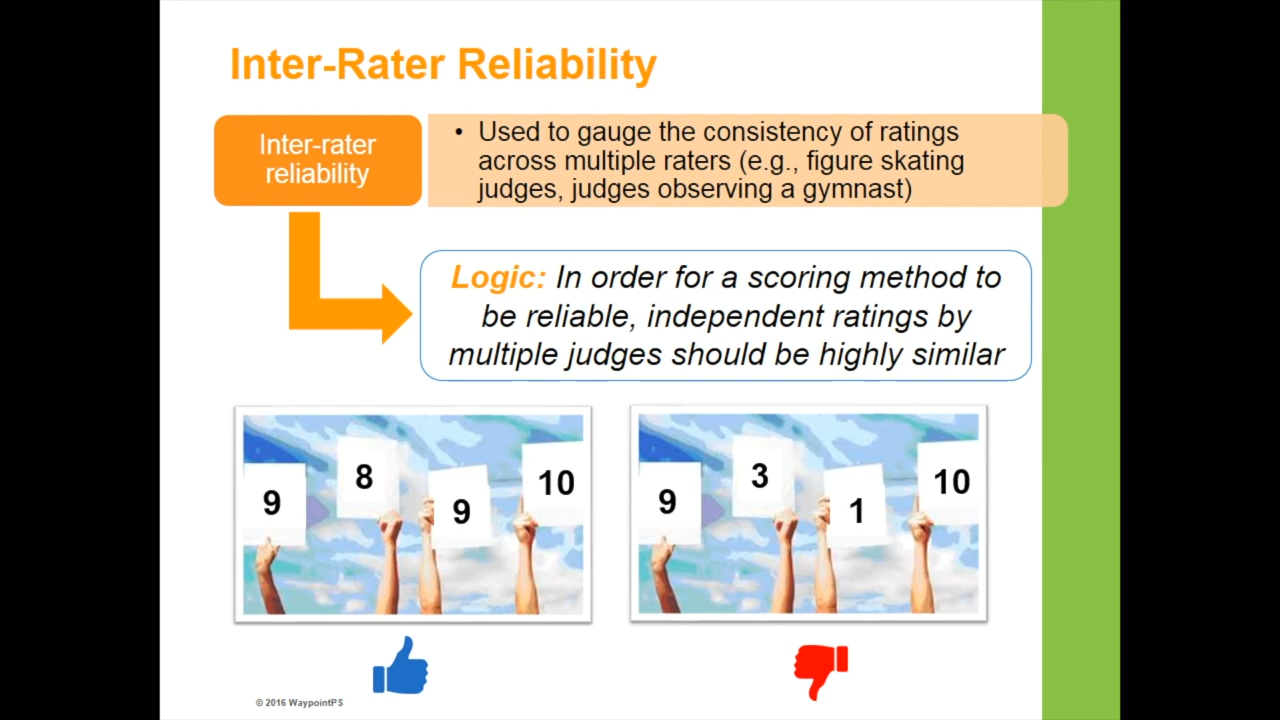 Inter-Rater Reliability
Inter-rater
reliability
• Used to gauge the consistency of ratings
across multiple raters (e.g., figure skating
judges, judges observing a gymnast)
Logic: In order for a scoring method to
be reliable, independent ratings by
multiple judges should be highly similar
9
8
9
10
9
3
1
10
© 2016 WaypointPS